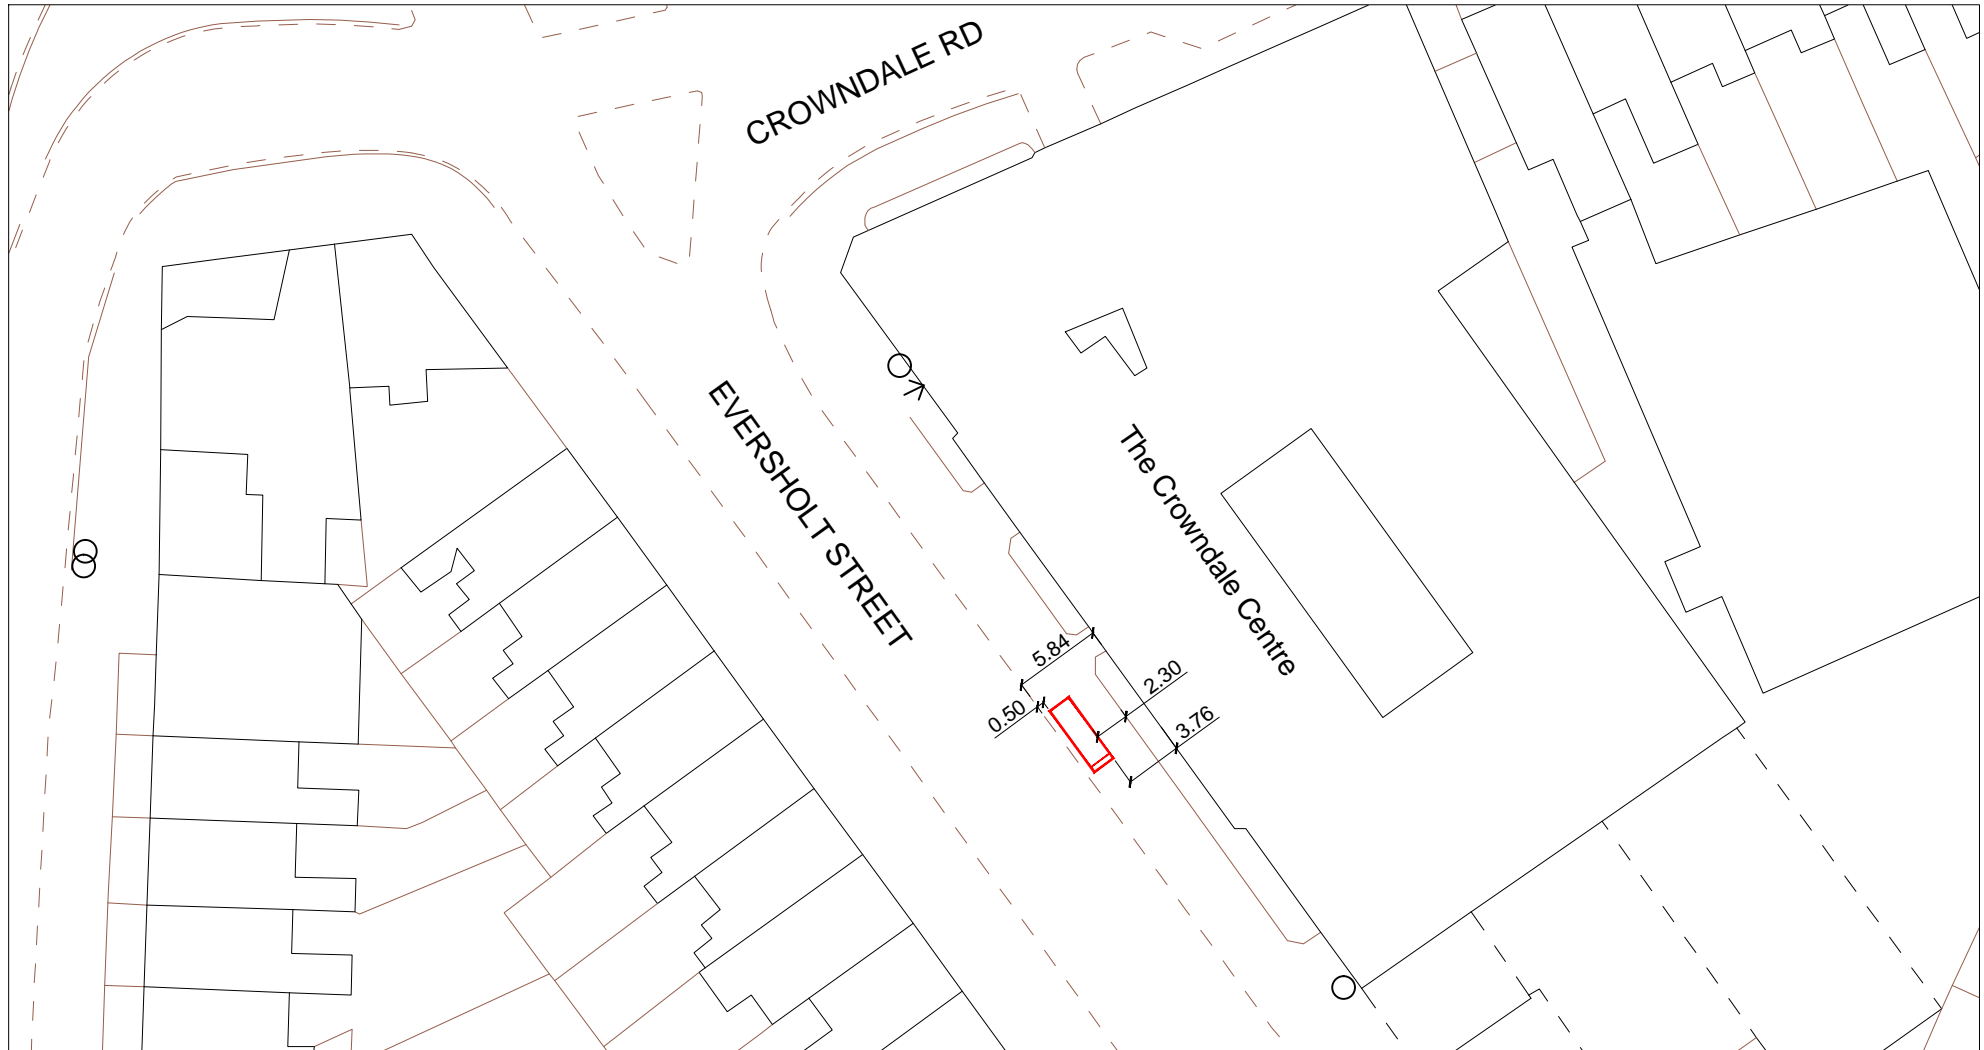 CROWNDALE RD
EVERSHOLT STREET
The Crowndale Centre
5.84
2.30
0.50
3.76